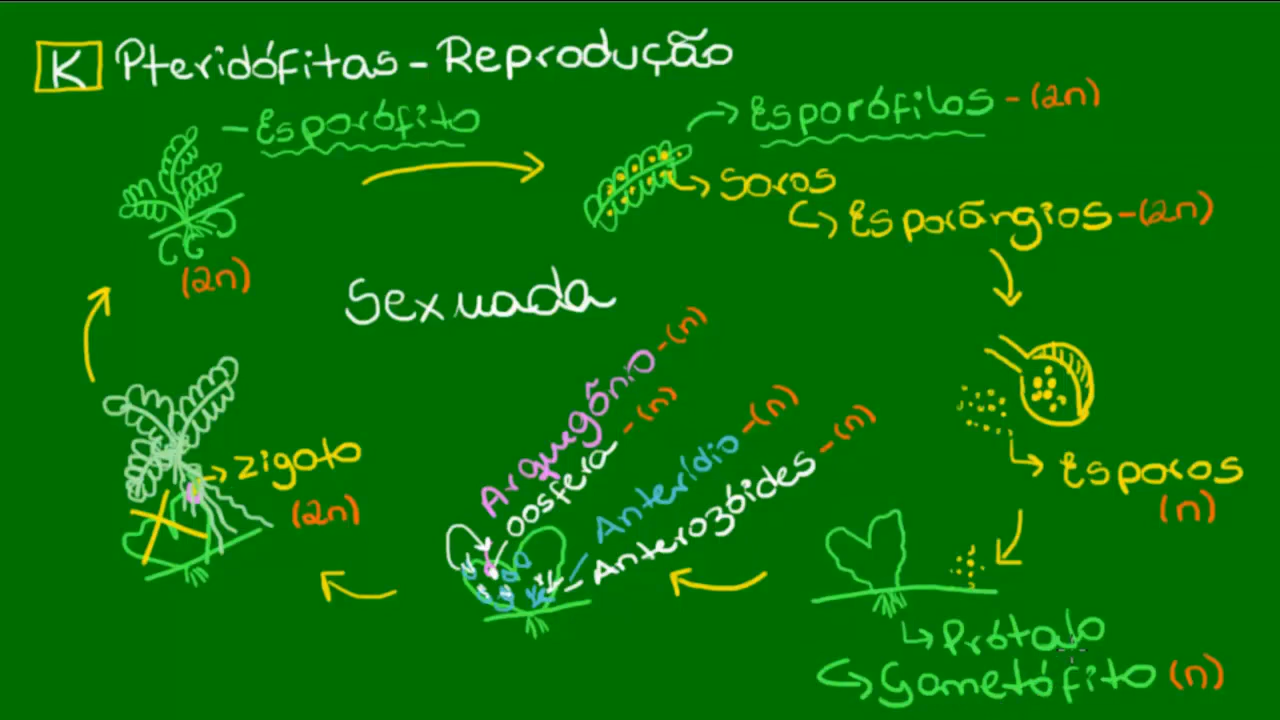 K Pteridófitas - Reprodução
- Esporófito
(2n)
→ Esporófilos - (2n)
→ Soros
→ Esporângios - (2n)
Sexuada
→ Esporos
(n)
→ Prótalo
→ Gametófito (n)
Arquegônio - (n)
oosfera - (n)
Anterídio - (n)
Anterozóides - (n)
→ zigoto
(2n)